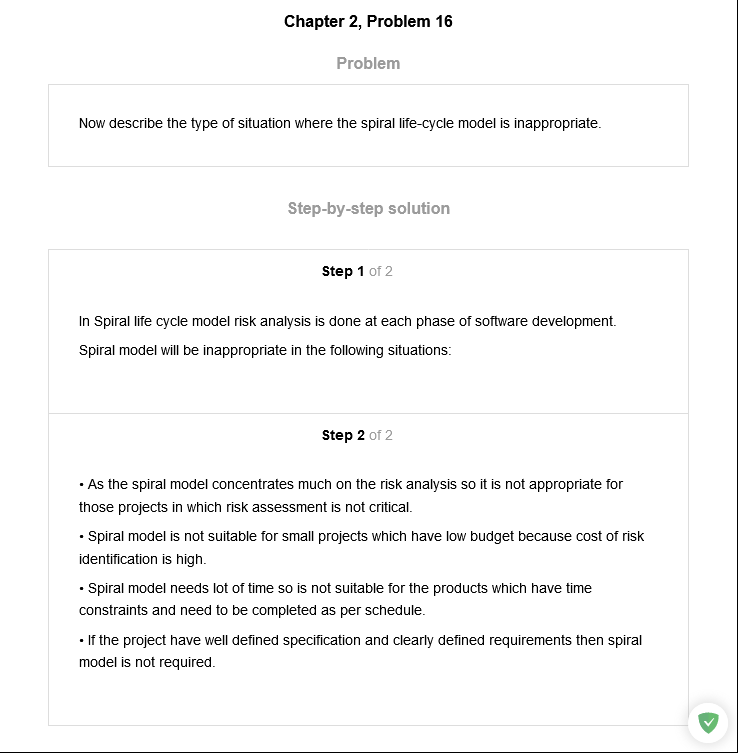 Chapter 2, Problem 16
Problem
Now describe the type of situation where the spiral life-cycle model is inappropriate.
Step-by-step solution
Step 1 of 2
In Spiral life cycle model risk analysis is done at each phase of software development.
Spiral model will be inappropriate in the following situations:
Step 2 of 2
• As the spiral model concentrates much on the risk analysis so it is not appropriate for
those projects in which risk assessment is not critical.
• Spiral model is not suitable for small projects which have low budget because cost of risk
identification is high.
• Spiral model needs lot of time so is not suitable for the products which have time
constraints and need to be completed as per schedule.
• If the project have well defined specification and clearly defined requirements then spiral
model is not required.